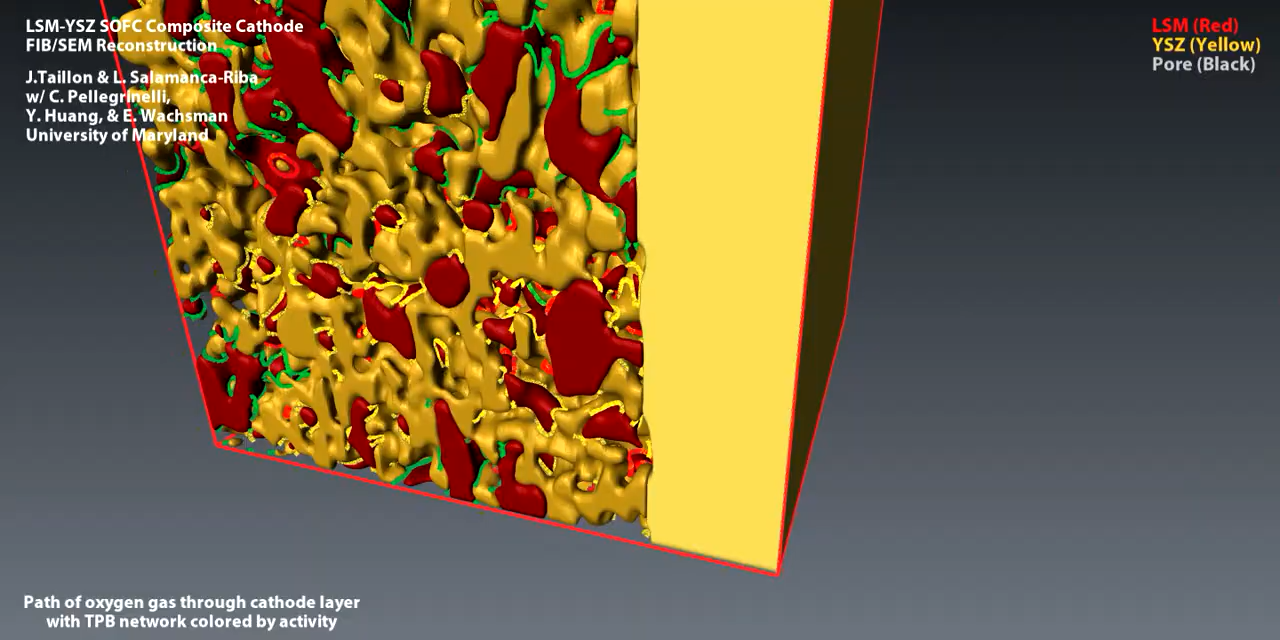 LSM-YSZ SOFC Composite Cathode
FIB/SEM Reconstruction
J.Taillon & L. Salamanca-Riba
w/ C. Pellegrinelli,
Y. Huang, & E. Wachsman
University of Maryland
LSM (Red)
YSZ (Yellow)
Pore (Black)
Path of oxygen gas through cathode layer
with TPB network colored by activity